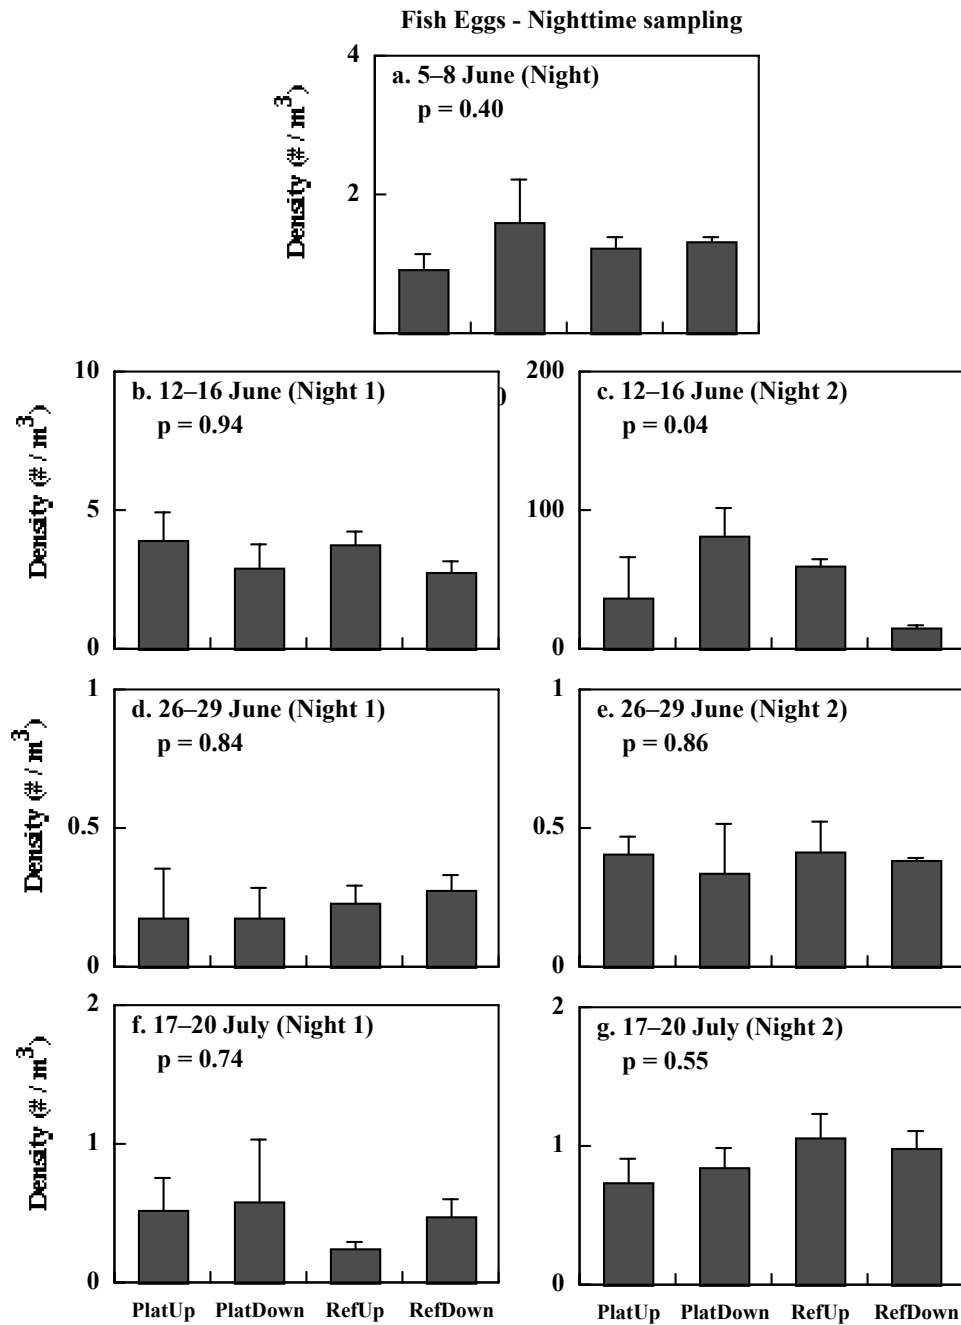 Fish Eggs - Nighttime sampling
4
a. 5–8 June (Night)
p = 0.40
Density (# / m³)
2
10
b. 12–16 June (Night 1)
p = 0.94
Density (# / m³)
5
0
)
200
c. 12–16 June (Night 2)
p = 0.04
100
0
1
d. 26–29 June (Night 1)
p = 0.84
Density (# / m³)
0.5
0
1
e. 26–29 June (Night 2)
p = 0.86
0.5
0
2
f. 17–20 July (Night 1)
p = 0.74
Density (# / m³)
1
0
PlatUp PlatDown RefUp RefDown
2
g. 17–20 July (Night 2)
p = 0.55
1
0
PlatUp PlatDown RefUp RefDown